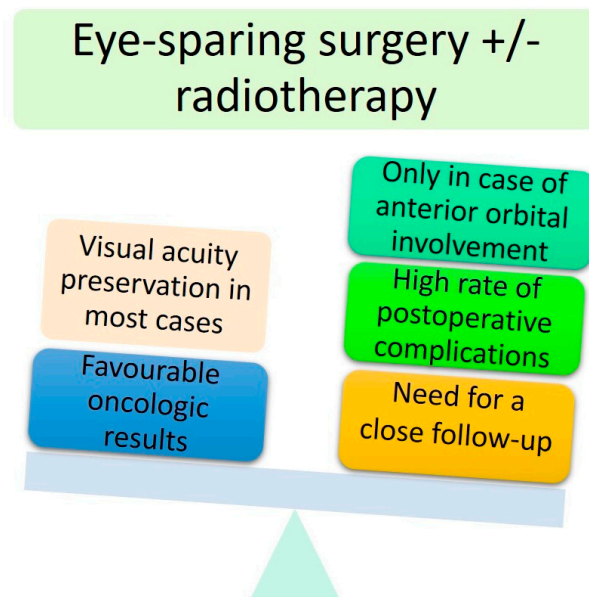 Eye-sparing surgery +/-
radiotherapy
Visual acuity
preservation in
most cases
Favourable
oncologic
results
Only in case of
anterior orbital
involvement
High rate of
postoperative
complications
Need for a
close follow-up